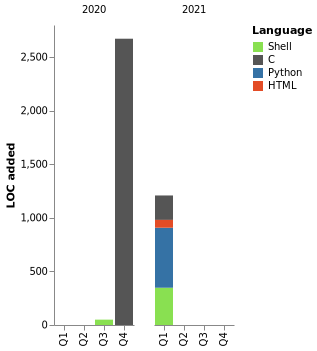 2020
2021
Language
Shell
C
Python
HTML
LOC added
2,500
2,000
1,500
1,000
500
0
Q1
Q2
Q3
Q4
Q1
Q2
Q3
Q4